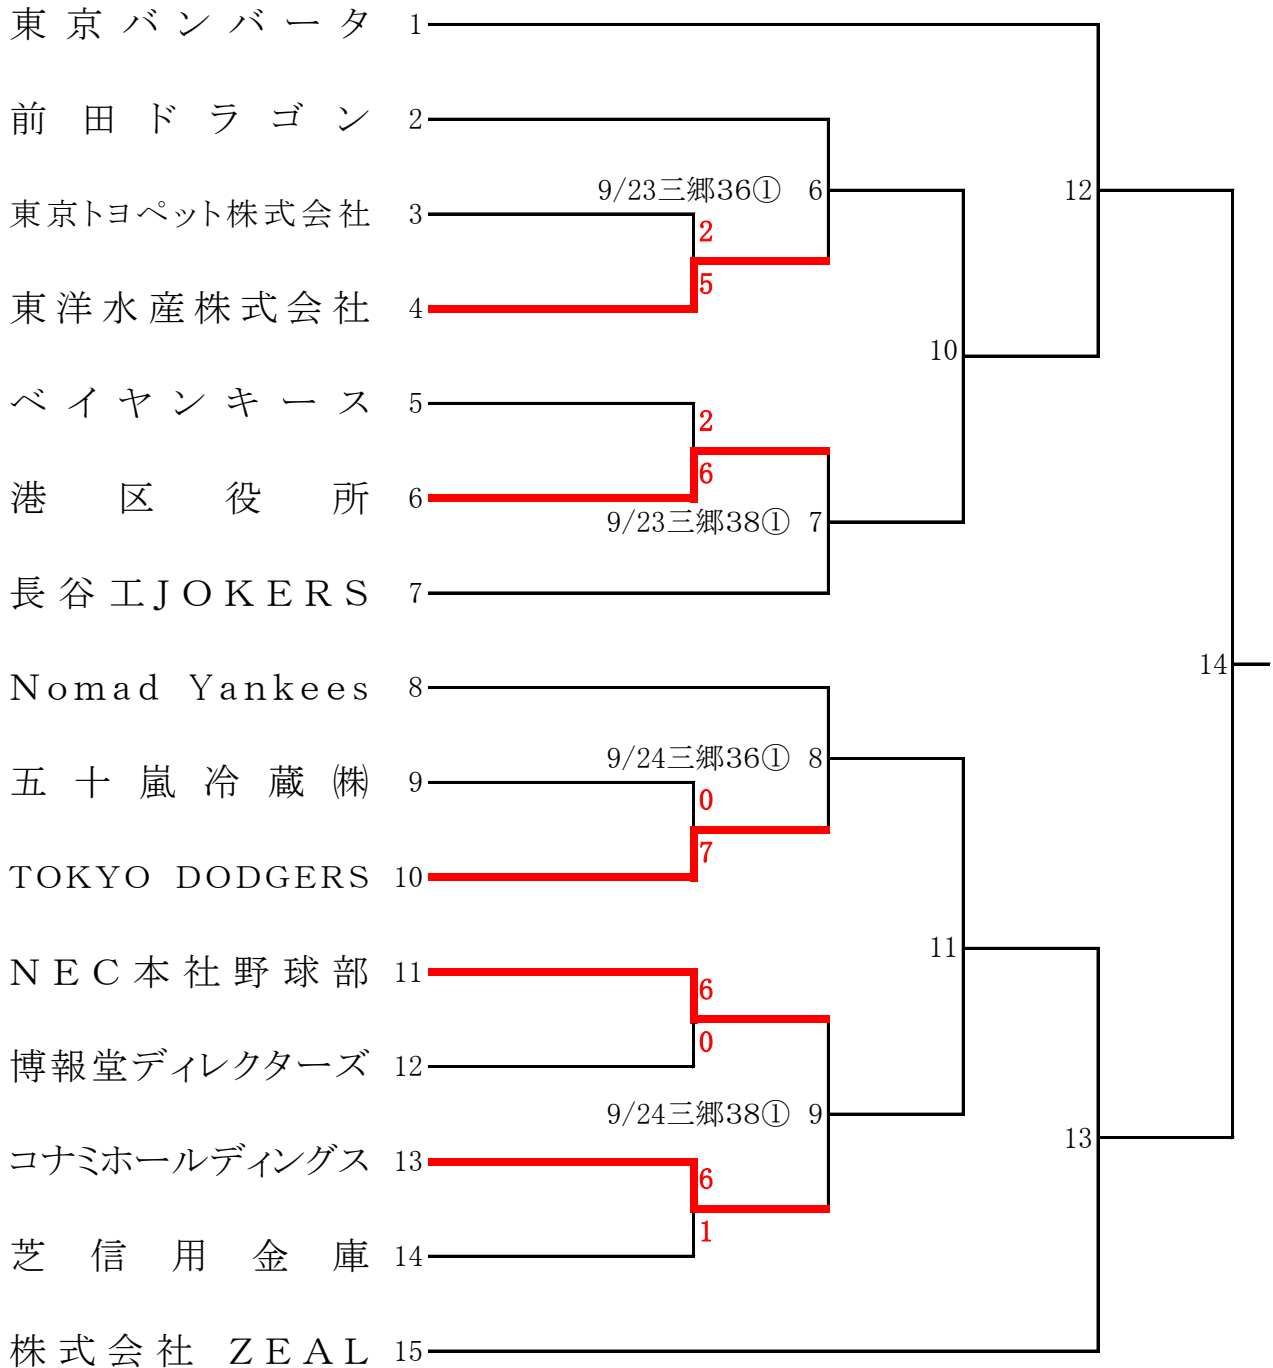 東京バンバータ 1
前田ドラゴン 2
9/23三郷36① 6
12
東京トヨペット株式会社 3
2
5
東洋水産株式会社 4
10
ベイヤンキース 5
2
6
港区役所 6
9/23三郷38① 7
長谷工JOKERS 7
14
Nomad Yankees 8
9/24三郷36① 8
五十嵐冷蔵㈱ 9
0
7
TOKYO DODGERS 10
11
NEC本社野球部 11
6
0
博報堂ディレクターズ 12
9/24三郷38① 9
13
コナミホールディングス 13
6
1
芝信用金庫 14
株式会社 ZEAL 15